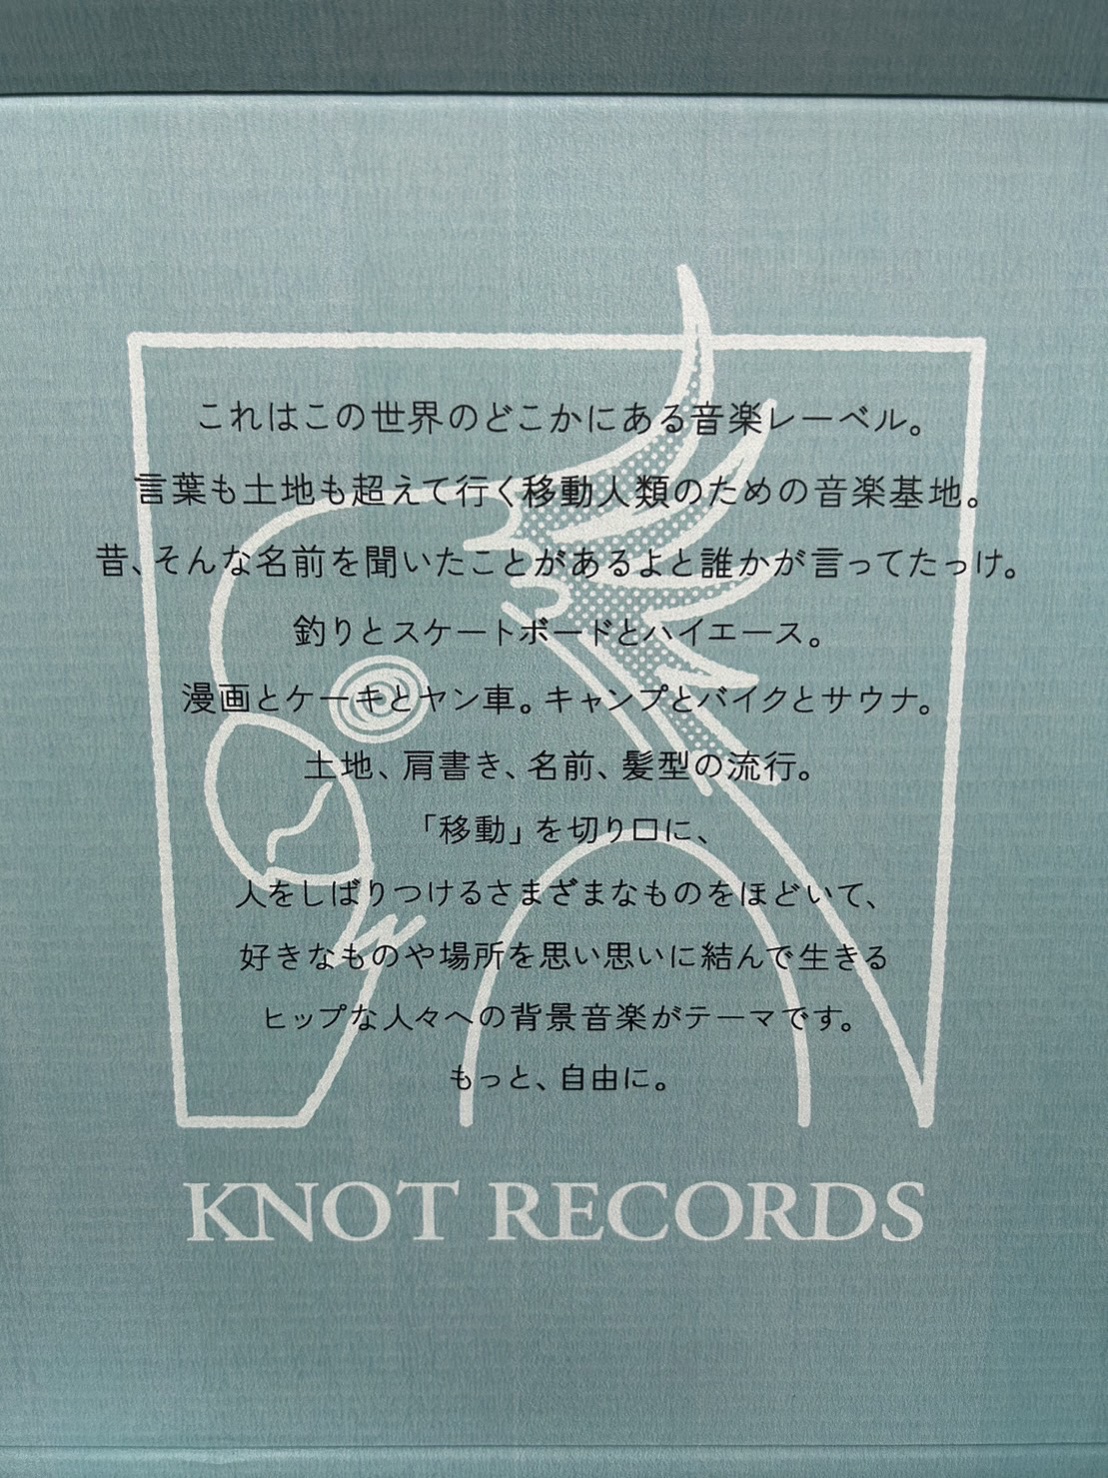 これはこの世界のどこかにある音楽レーベル。
言葉も土地も超えて行く移動人類のための音楽基地。
昔、そんな名前を聞いたことがあるよと誰かが言ってたっけ。
釣りとスケートボードとハイエース。
漫画とケーキとヤン車。キャンプとバイクとサウナ。
土地、肩書き、名前、髪型の流行。
「移動」を切り口に、
人をしばりつけるさまざまなものをほどいて、
好きなものや場所を思い思いに結んで生きる
ヒップな人々への背景音楽がテーマです。
もっと、自由に。
KNOT RECORDS